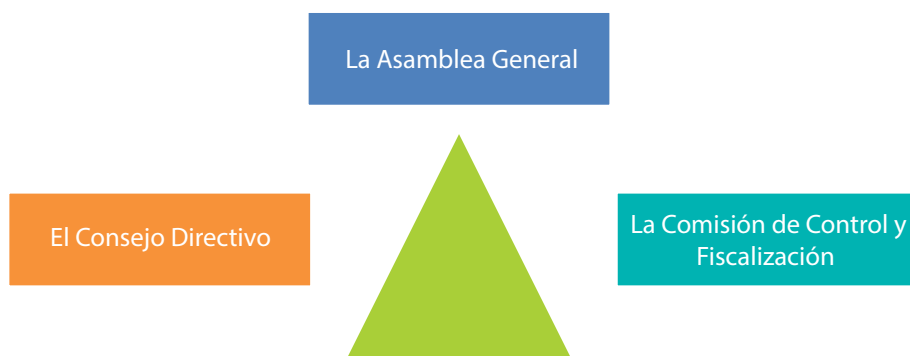 La Asamblea General
El Consejo Directivo
La Comisión de Control y
Fiscalización